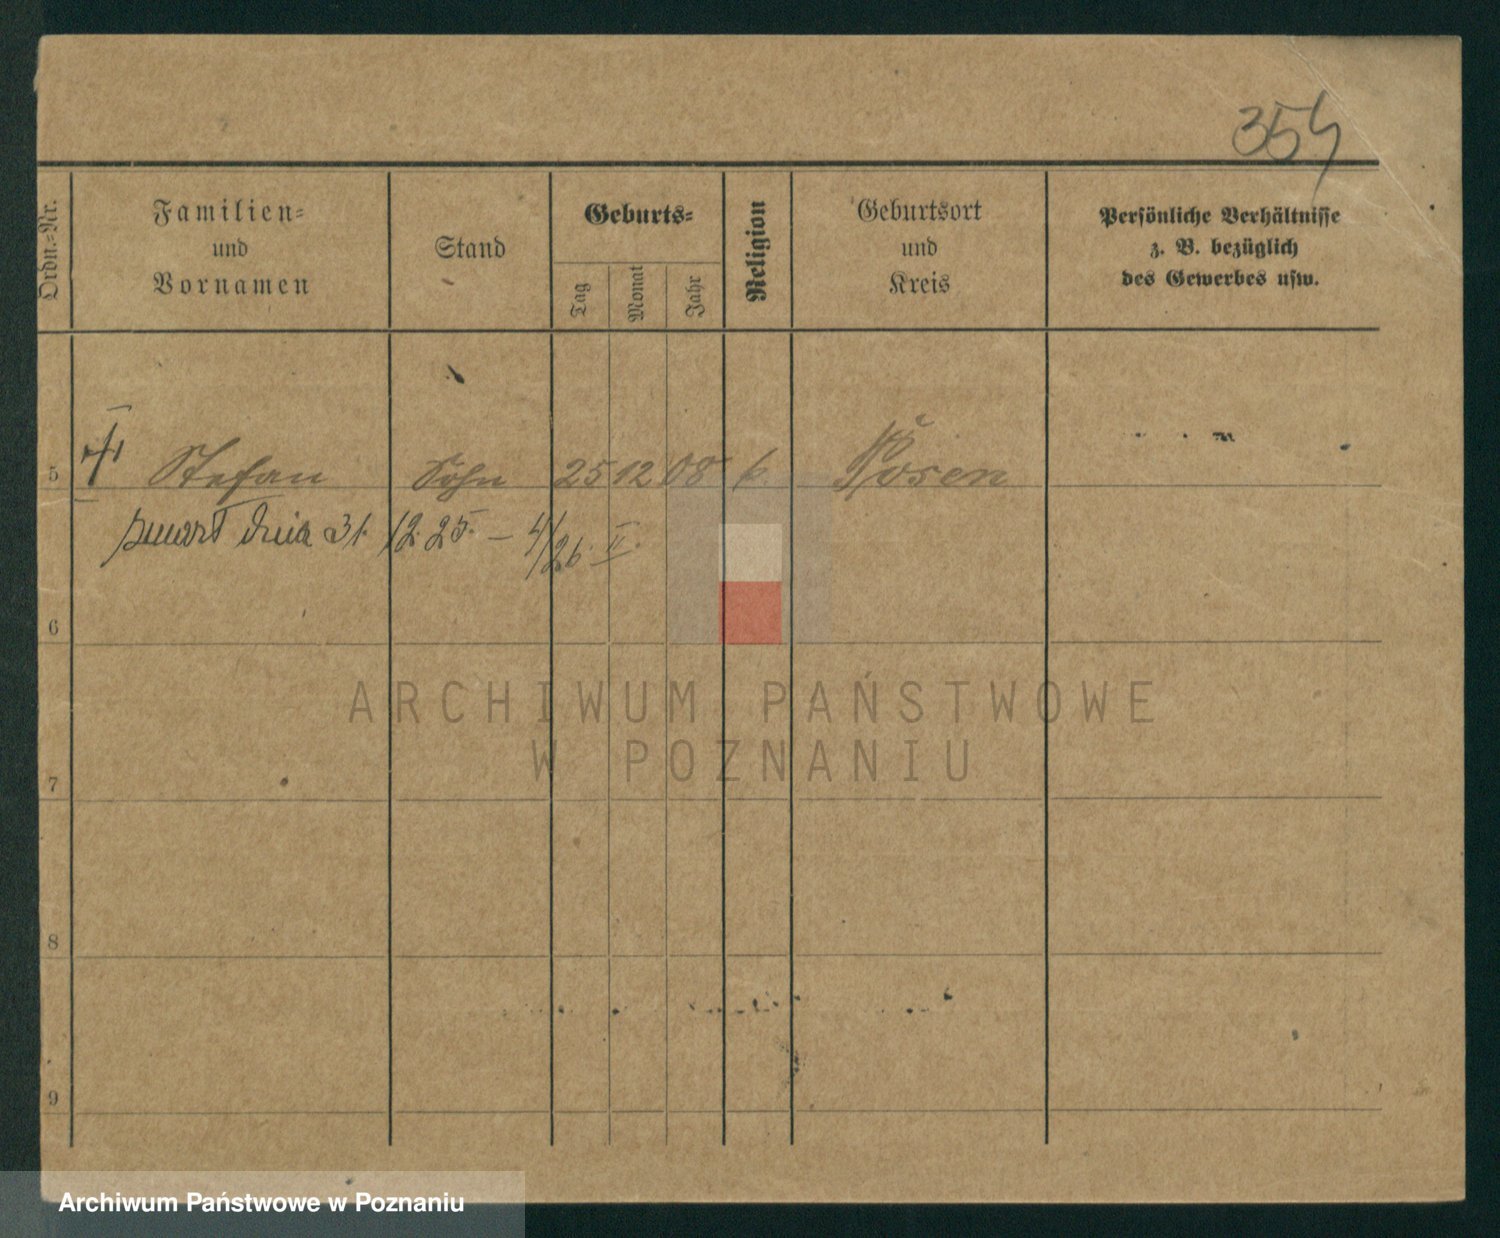 354
Ordn.=Nr.
Familien=
und
Vornamen
Stand
Geburts=
Tag
Monat
Jahr
Religion
Geburtsort
und
Kreis
Persönliche Verhältnisse
z. B. bezüglich
des Gewerbes usw.
5 Stefan Sohn 25 12 08 k. Posen
zmarł dnia 31. 12. 25. – 4/26. II.
6
7
8
9
ARCHIWUM PAŃSTWOWE
W POZNANIU
Archiwum Państwowe w Poznaniu